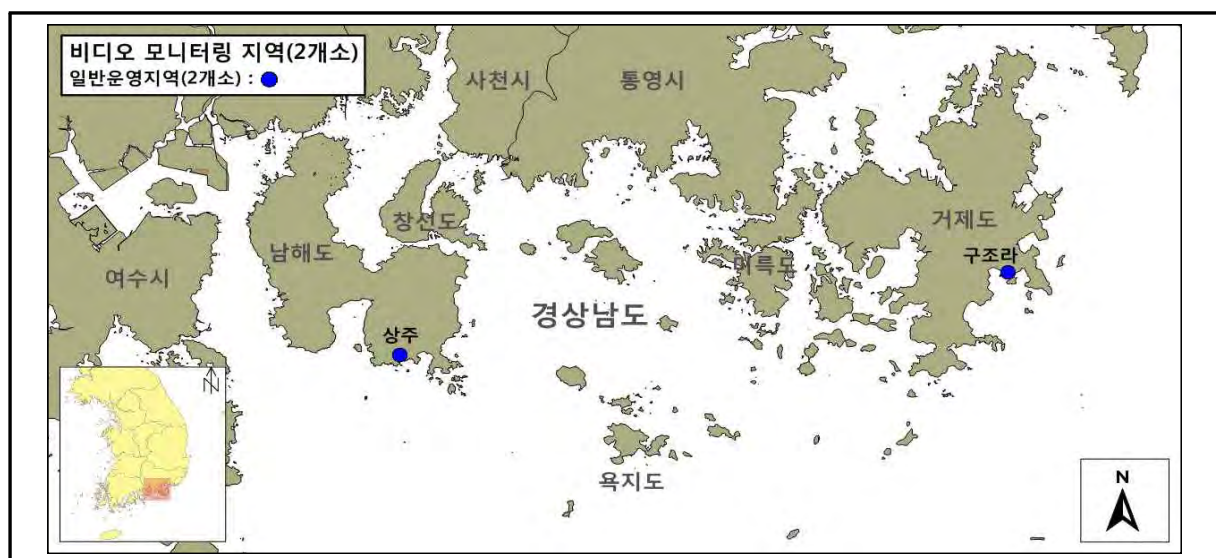 비디오 모니터링 지역(2개소)
일반운영지역(2개소) :
사천시
통영시
창선도
거제도
남해도
구조라
여수시
미륵도
경상남도
상주
욕지도
N
N